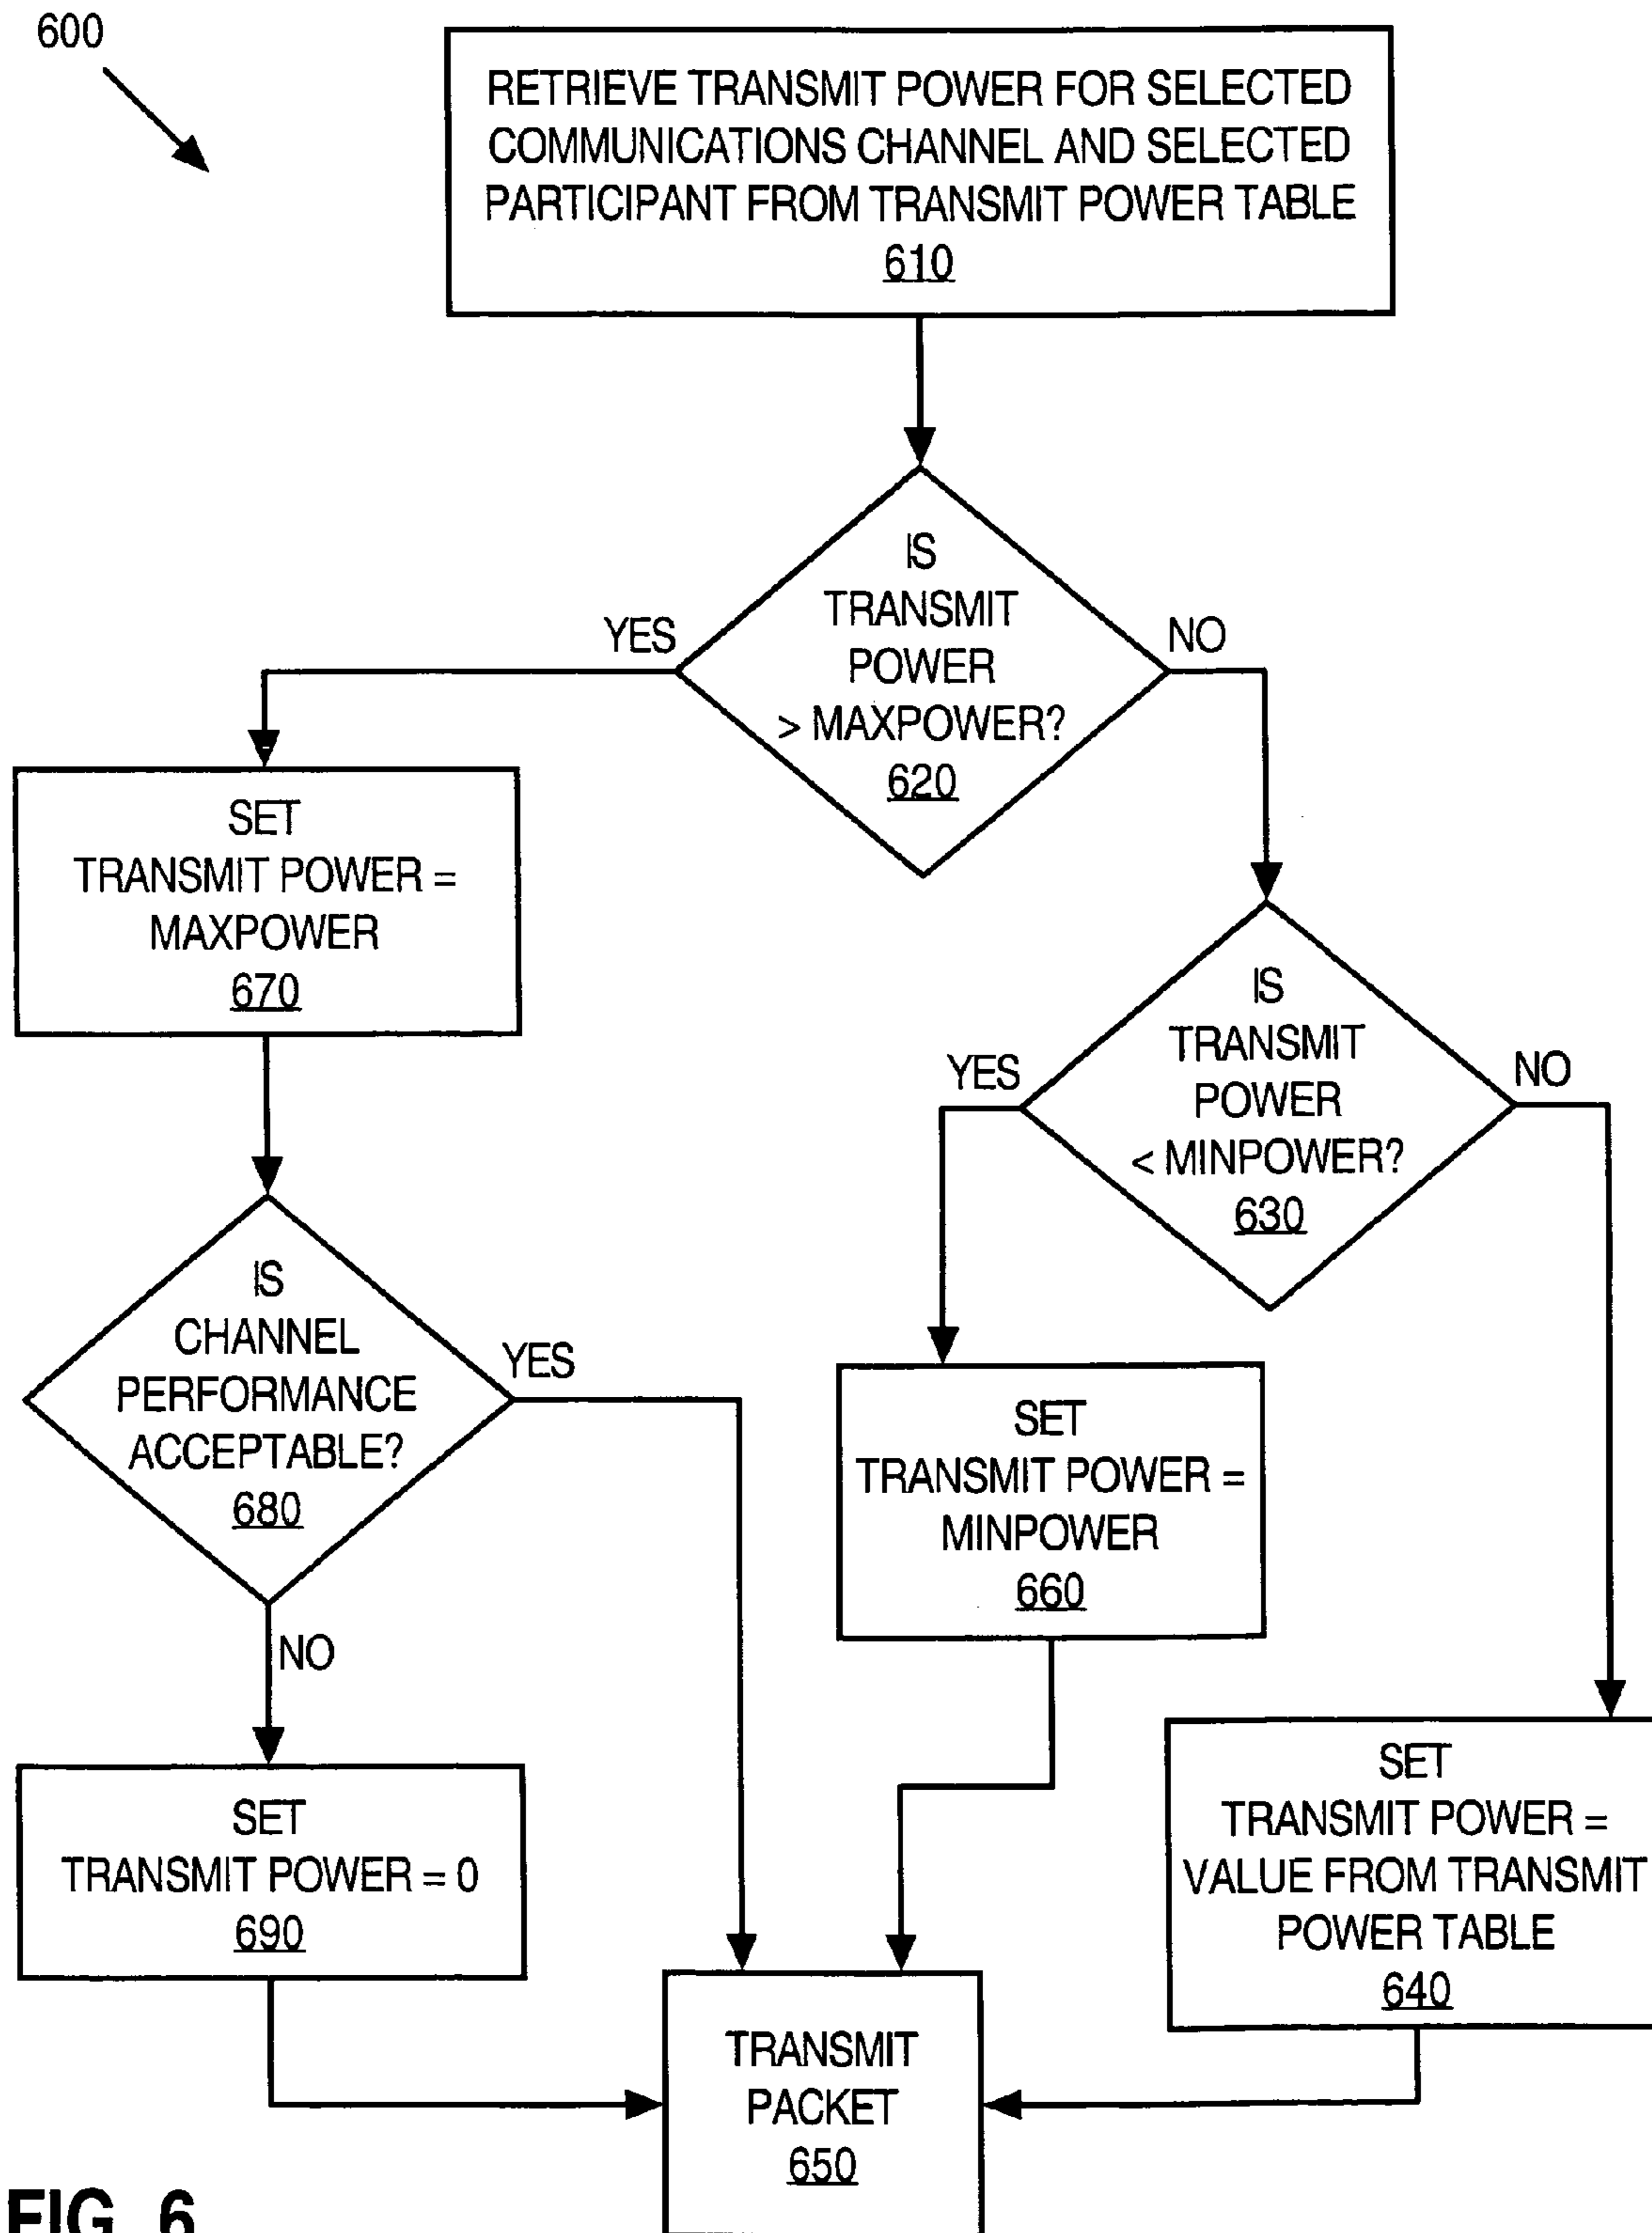 600
RETRIEVE TRANSMIT POWER FOR SELECTED
COMMUNICATIONS CHANNEL AND SELECTED
PARTICIPANT FROM TRANSMIT POWER TABLE
610
IS
TRANSMIT
POWER
> MAXPOWER?
620
YES
NO
SET
TRANSMIT POWER =
MAXPOWER
670
IS
TRANSMIT
POWER
< MINPOWER?
630
YES
NO
IS
CHANNEL
PERFORMANCE
ACCEPTABLE?
680
YES
NO
SET
TRANSMIT POWER =
MINPOWER
660
SET
TRANSMIT POWER = 0
690
SET
TRANSMIT POWER =
VALUE FROM TRANSMIT
POWER TABLE
640
TRANSMIT
PACKET
650
FIG. 6